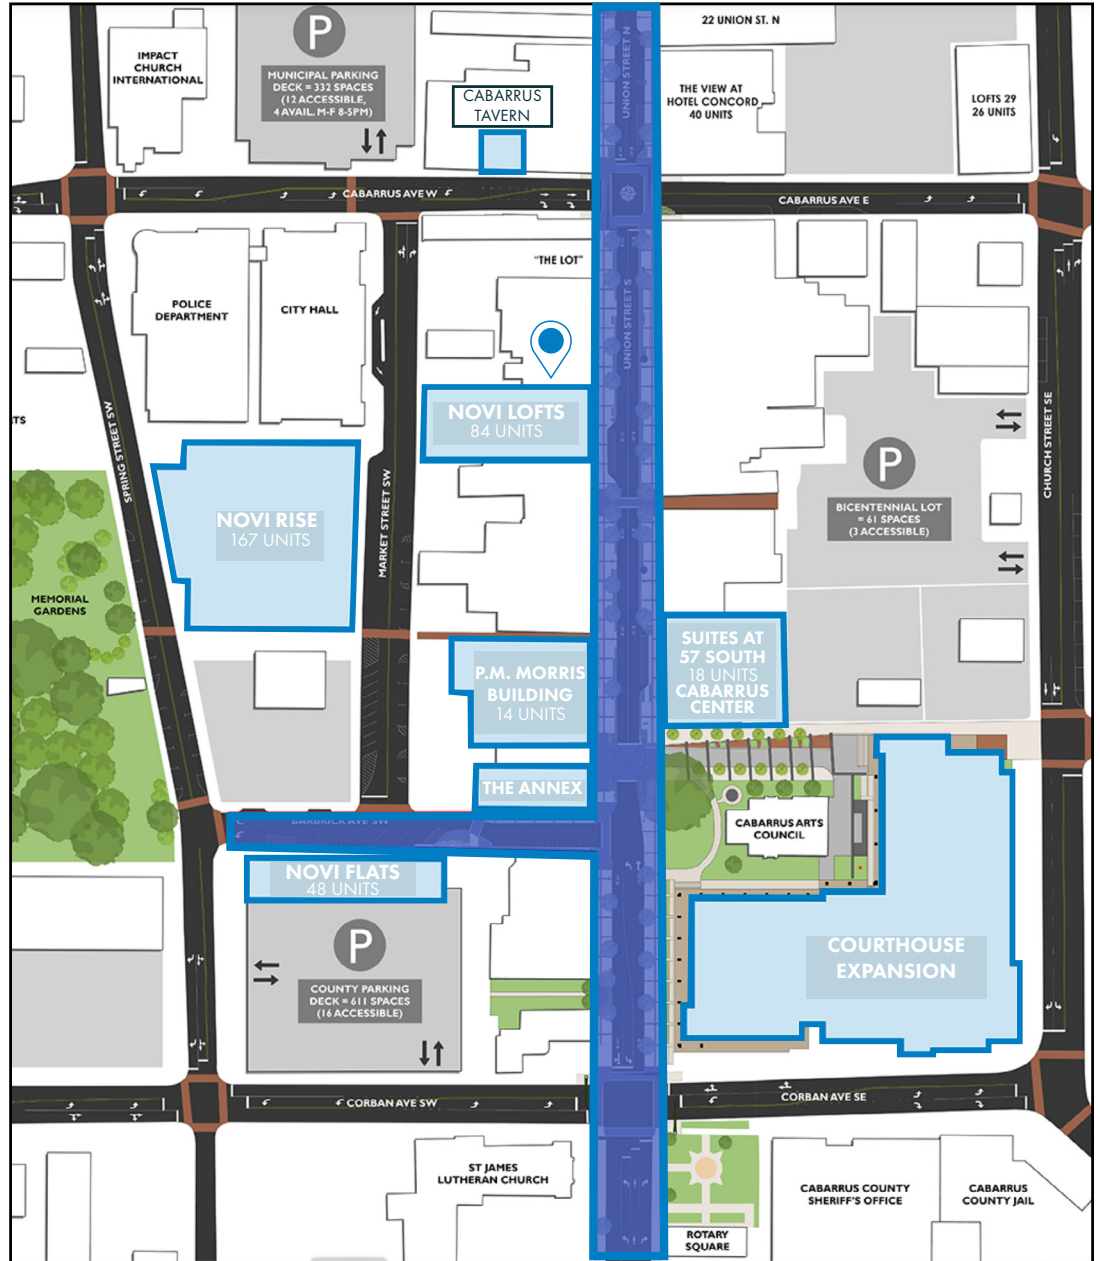 22 UNION ST. N
P
IMPACT
CHURCH
INTERNATIONAL
MUNICIPAL PARKING
DECK = 332 SPACES
(12 ACCESSIBLE,
4 AVAIL. M-F 8-5PM)
CABARRUS
TAVERN
UNION STREET N
THE VIEW AT
HOTEL CONCORD
40 UNITS
LOFTS 29
26 UNITS
CABARRUS AVE W
CABARRUS AVE E
"THE LOT"
POLICE
DEPARTMENT
CITY HALL
UNION STREET S
NOVI LOFTS
84 UNITS
TS
SPRING STREET SW
MARKET STREET SW
CHURCH STREET SE
P
BICENTENNIAL LOT
= 61 SPACES
(3 ACCESSIBLE)
NOVI RISE
167 UNITS
MEMORIAL
GARDENS
P.M. MORRIS
BUILDING
14 UNITS
SUITES AT
57 SOUTH
18 UNITS
CABARRUS
CENTER
THE ANNEX
BARBRICK AVE SW
CABARRUS ARTS
COUNCIL
NOVI FLATS
48 UNITS
P
COUNTY PARKING
DECK = 611 SPACES
(16 ACCESSIBLE)
COURTHOUSE
EXPANSION
CORBAN AVE SW
CORBAN AVE SE
ST JAMES
LUTHERAN CHURCH
CABARRUS COUNTY
SHERIFF'S OFFICE
CABARRUS
COUNTY JAIL
ROTARY
SQUARE